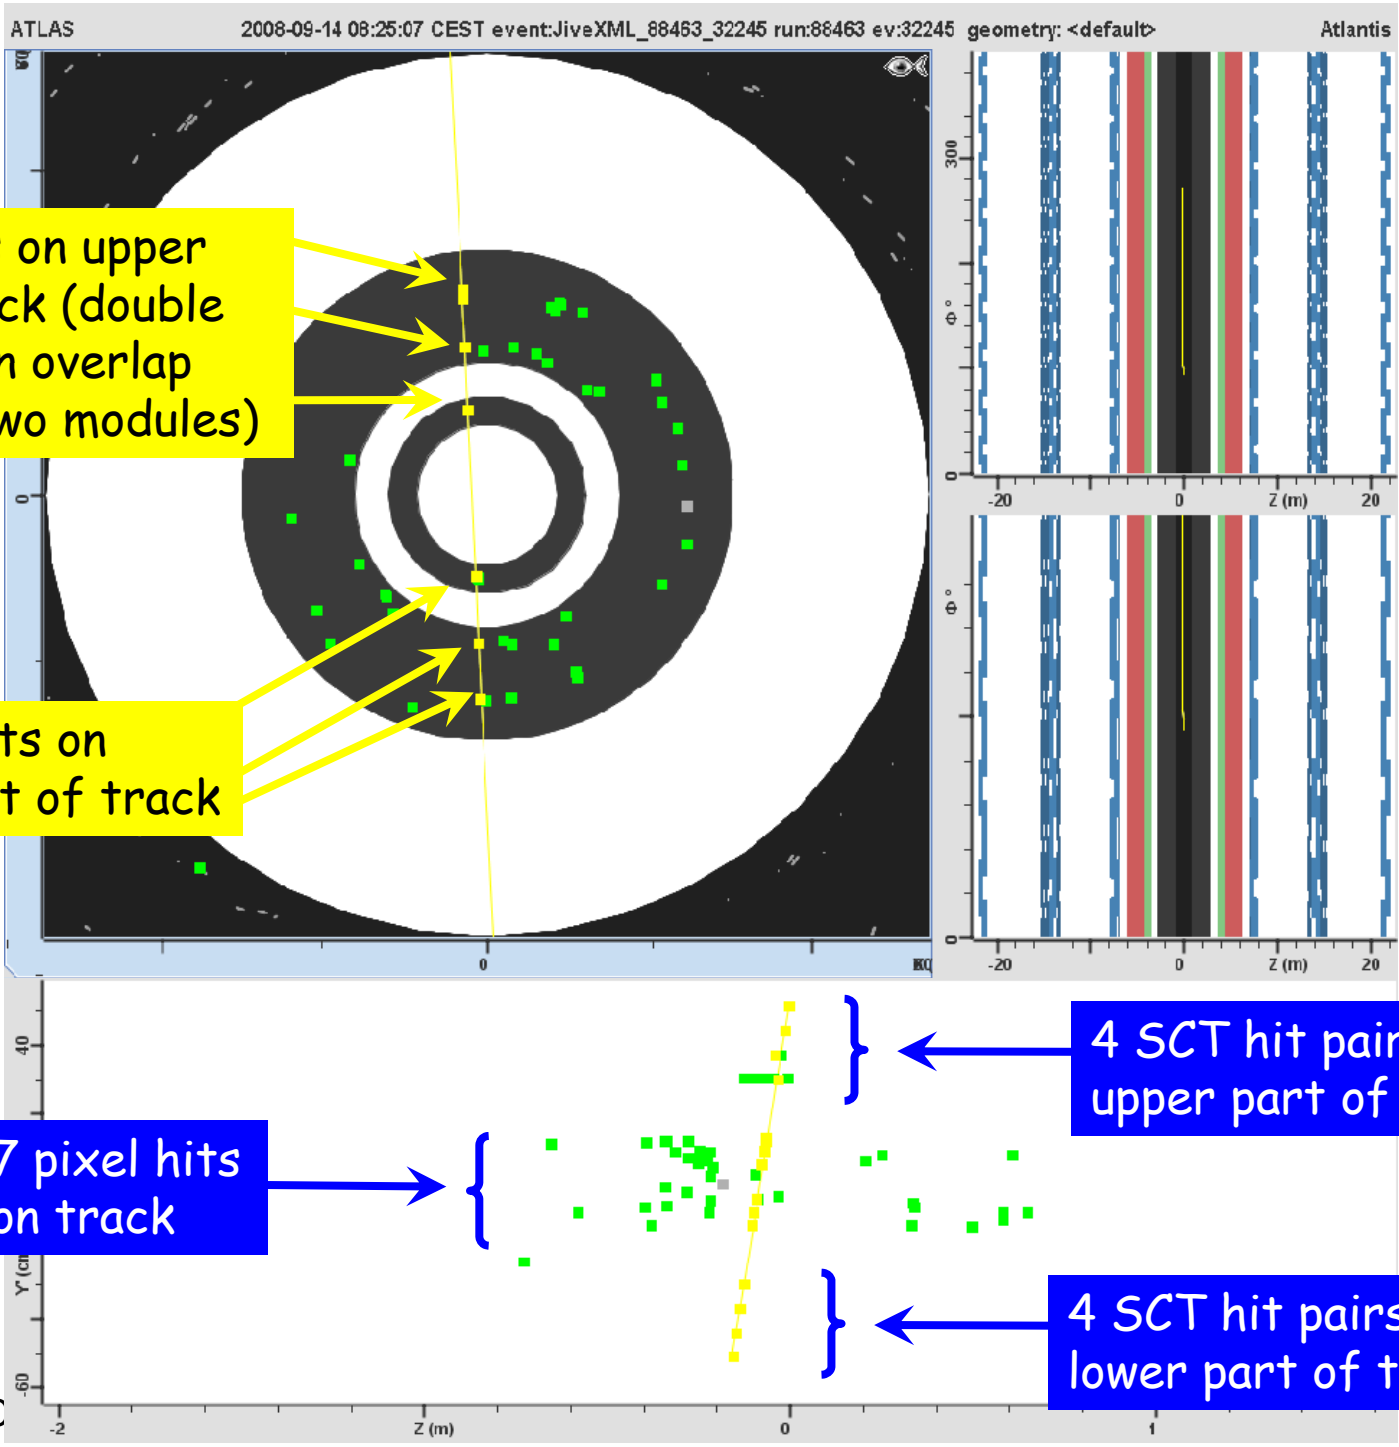 ATLAS 2008-09-14 08:25:07 CEST event:JiveXML_88463_32245 run:88463 ev:32245 geometry: <default> Atlantis
on upper
ck (double
overlap
wo modules)
0
ts on
t of track
0
300
Φ°
0
-20 0 Z (m) 20
Φ°
0
-20 0 Z (m) 20
40
4 SCT hit pair
upper part of
7 pixel hits
on track
4 SCT hit pairs
lower part of t
-60
-2 Z (m) 0 1